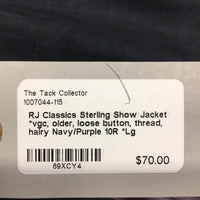 The Tack Collector
1007044-115
RJ Classics Sterling Show Jacket
*vgc, older, loose button, thread,
hairy Navy/Purple 10R *Lg
69XCY4
$70.00